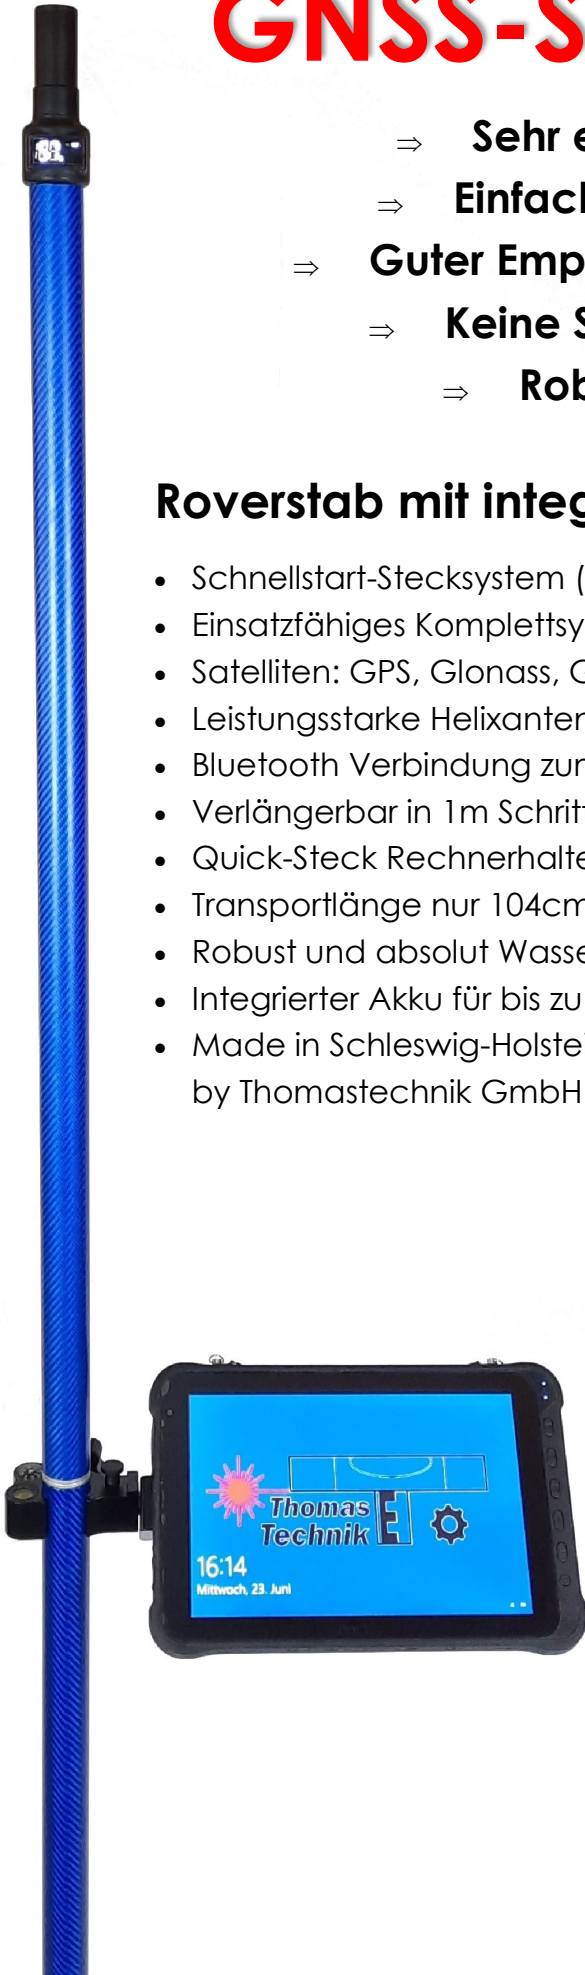 GNSS-S
⇒ Sehr e
⇒ Einfach
⇒ Guter Emp
⇒ Keine S
⇒ Rob
Roverstab mit integ
• Schnellstart-Stecksystem (
• Einsatzfähiges Komplettsy
• Satelliten: GPS, Glonass, G
• Leistungsstarke Helixanten
• Bluetooth Verbindung zur
• Verlängerbar in 1m Schrit
• Quick-Steck Rechnerhalte
• Transportlänge nur 104cm
• Robust und absolut Wasse
• Integrierter Akku für bis zu
• Made in Schleswig-Holstei
by Thomastechnik GmbH
Thomas
Technik
16:14
Mittwoch, 23. Juni